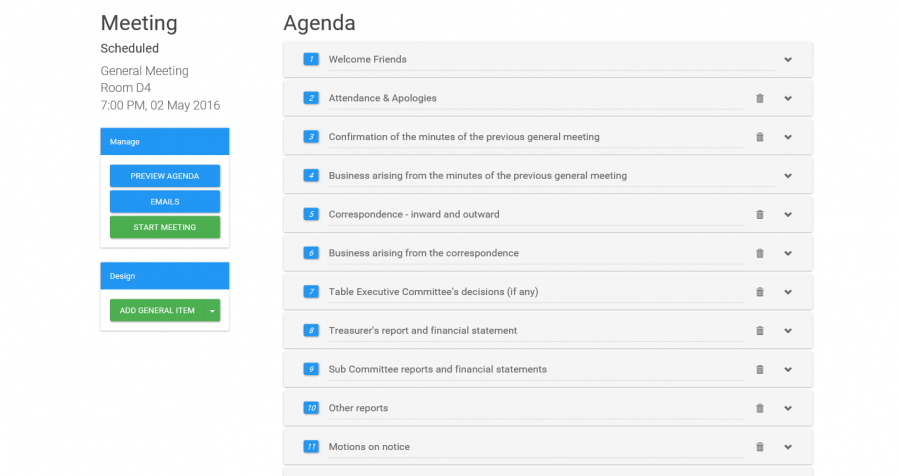 Meeting
Scheduled
General Meeting
Room D4
7:00 PM, 02 May 2016
Manage
PREVIEW AGENDA
EMAILS
START MEETING
Design
ADD GENERAL ITEM
Agenda
1 Welcome Friends
2 Attendance & Apologies
3 Confirmation of the minutes of the previous general meeting
4 Business arising from the minutes of the previous general meeting
5 Correspondence - inward and outward
6 Business arising from the correspondence
7 Table Executive Committee's decisions (if any)
8 Treasurer's report and financial statement
9 Sub Committee reports and financial statements
10 Other reports
11 Motions on notice